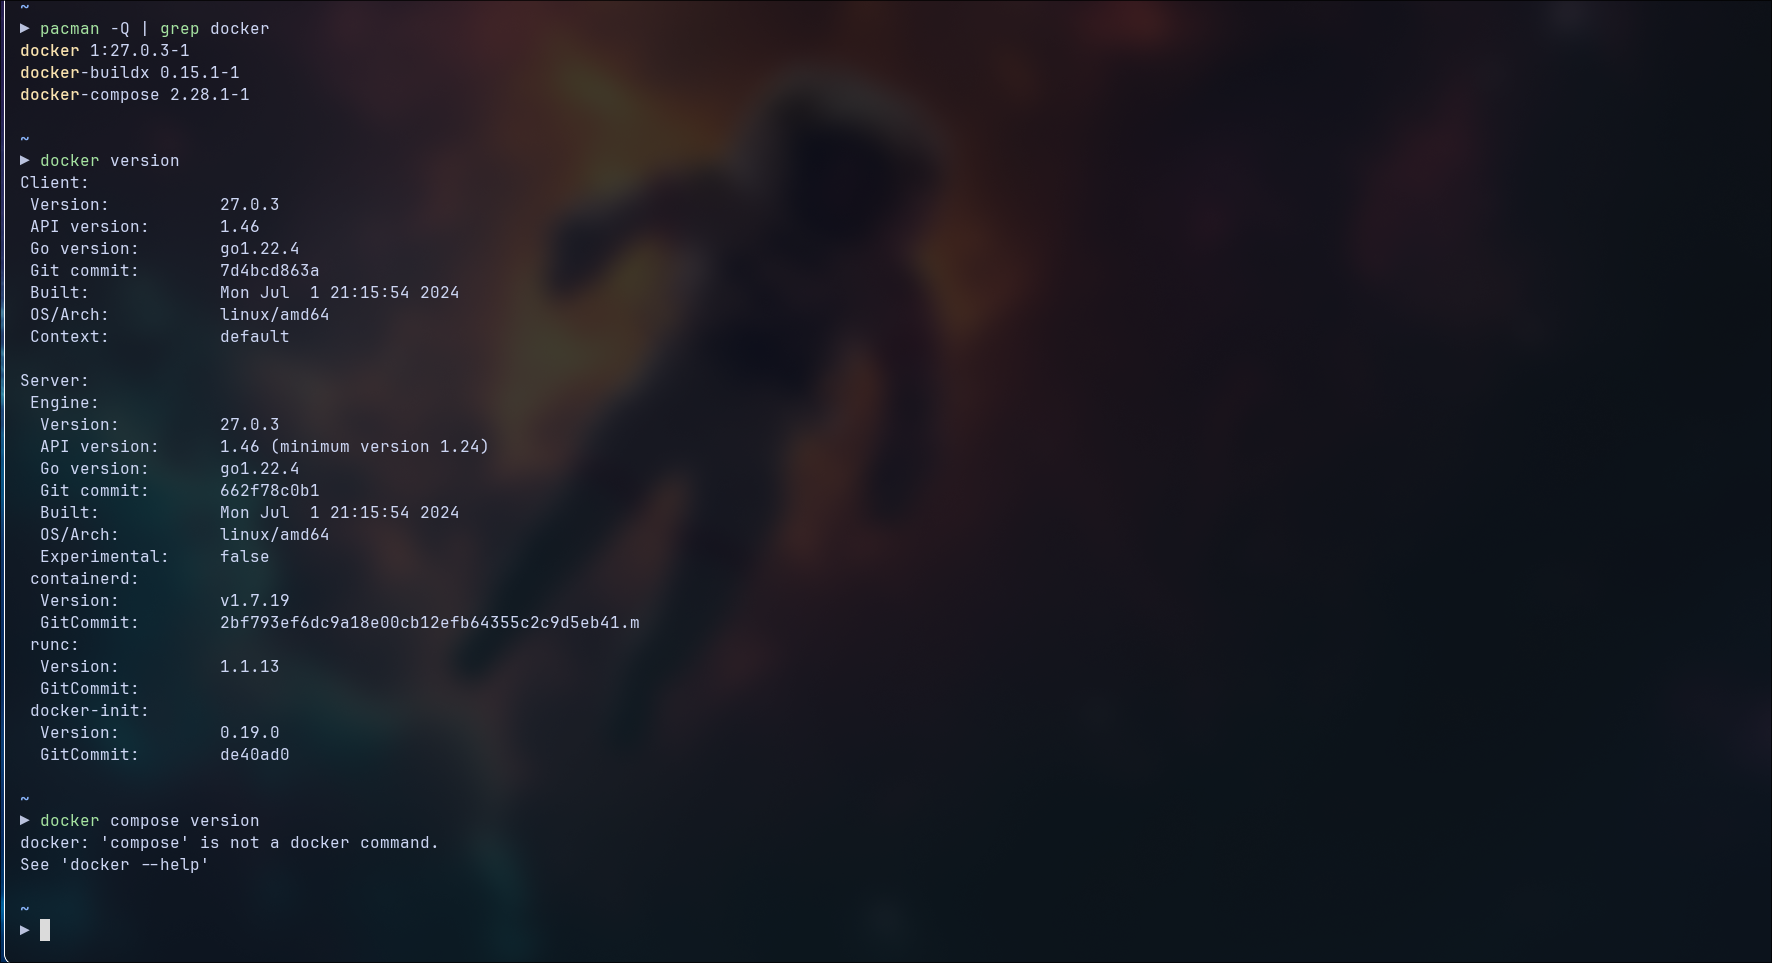 ~
▶ pacman -Q | grep docker
docker 1:27.0.3-1
docker-buildx 0.15.1-1
docker-compose 2.28.1-1

~
▶ docker version
Client:
 Version:           27.0.3
 API version:       1.46
 Go version:        go1.22.4
 Git commit:        7d4bcd863a
 Built:             Mon Jul  1 21:15:54 2024
 OS/Arch:           linux/amd64
 Context:           default

Server:
 Engine:
  Version:          27.0.3
  API version:      1.46 (minimum version 1.24)
  Go version:       go1.22.4
  Git commit:       662f78c0b1
  Built:            Mon Jul  1 21:15:54 2024
  OS/Arch:          linux/amd64
  Experimental:     false
 containerd:
  Version:          v1.7.19
  GitCommit:        2bf793ef6dc9a18e00cb12efb64355c2c9d5eb41.m
 runc:
  Version:          1.1.13
  GitCommit:
 docker-init:
  Version:          0.19.0
  GitCommit:        de40ad0

~
▶ docker compose version
docker: 'compose' is not a docker command.
See 'docker --help'

~
▶